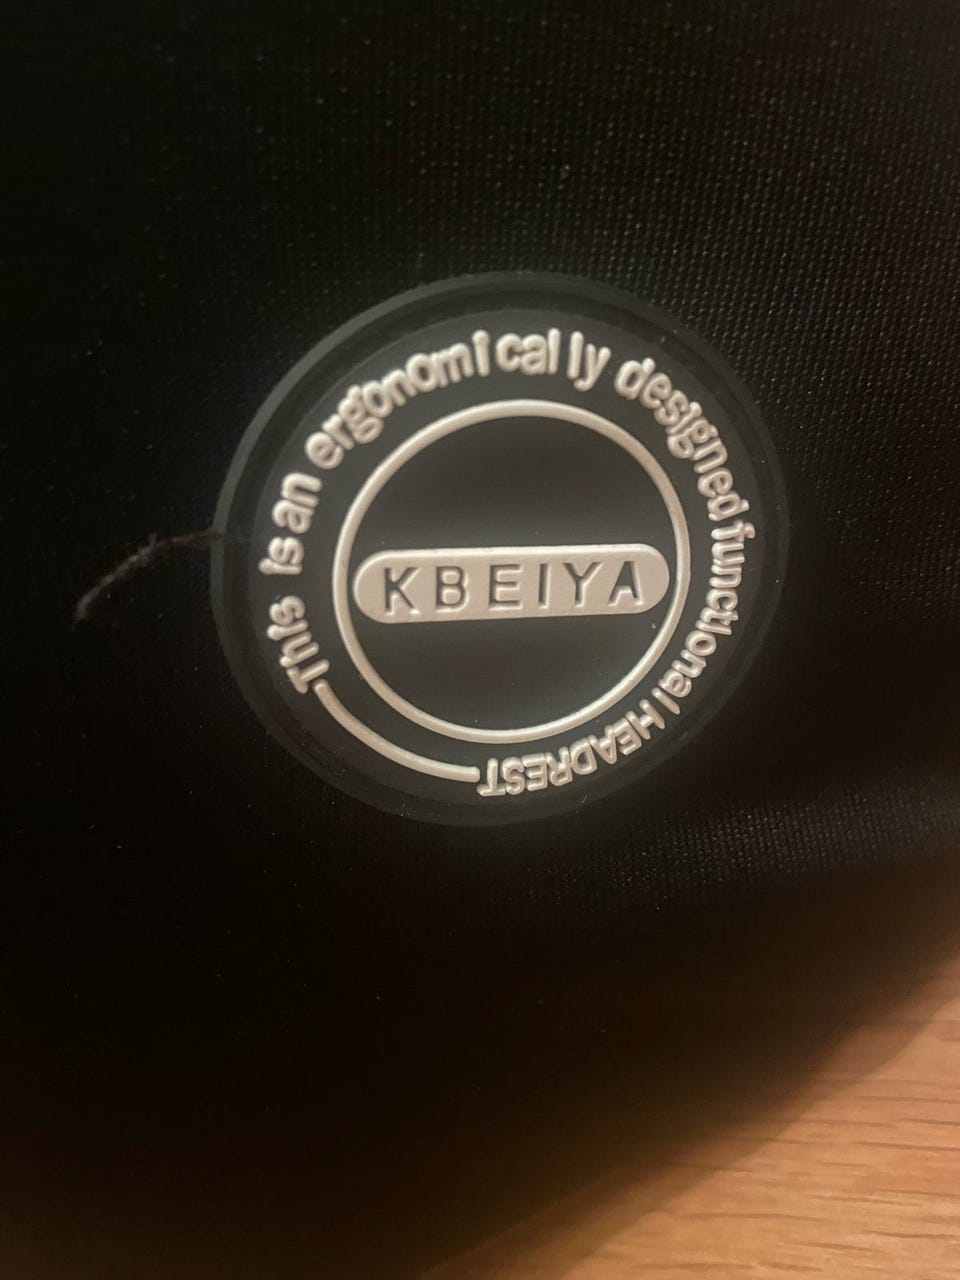 This is an ergonomically designed functional HEADREST
KBEIYA